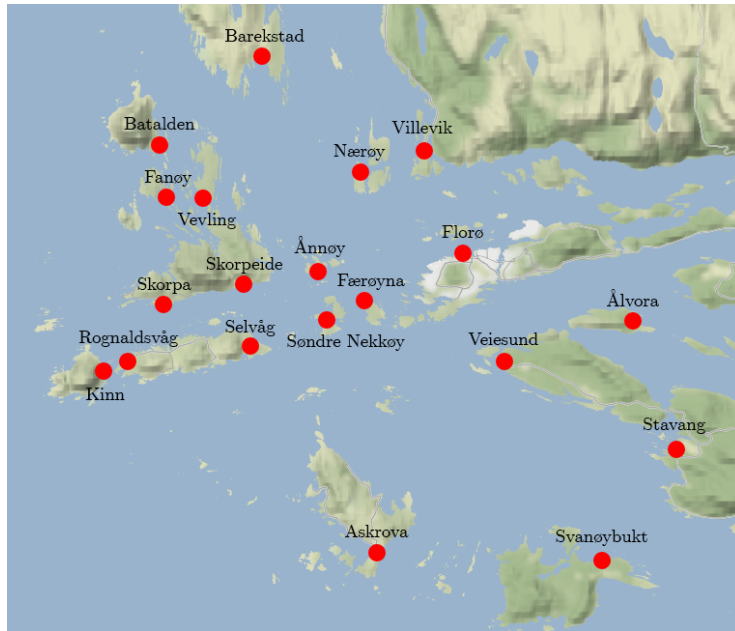 Barekstad
Batalden
Villevik
Nærøy
Fanøy
Vevling
Florø
Ånnøy
Skorpeide
Skorpa
Færøyna
Ålvora
Søndre Nekkøy
Selvåg
Rognaldsvåg
Veiesund
Kinn
Stavang
Askrova
Svanøybukt